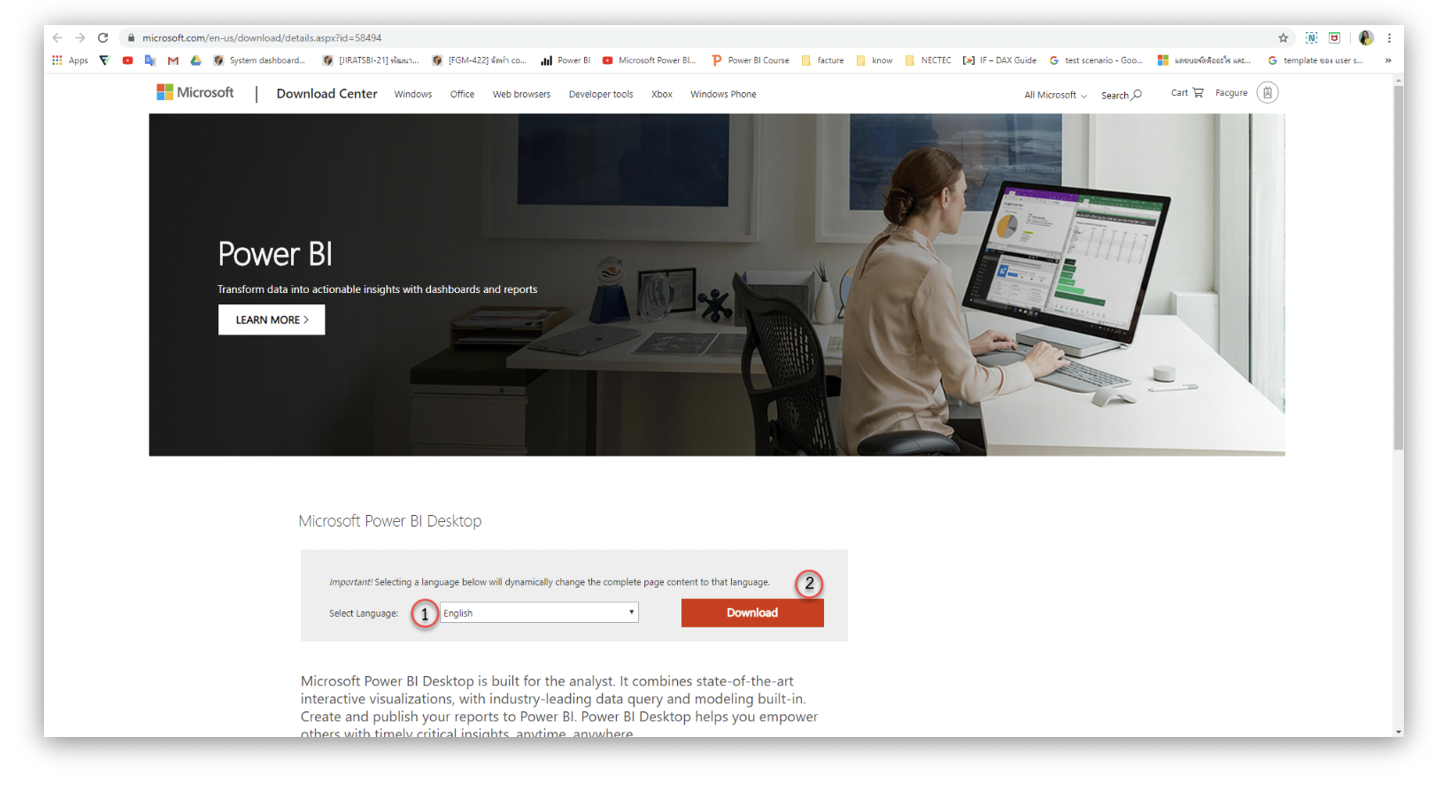 microsoft.com/en-us/download/details.aspx?id=58494
Apps System dashboard... [JIRATSBI-21] พัฒนา... [FGM-422] จัดทำ co... Power BI Microsoft Power BI... Power BI Course facture know NECTEC IF – DAX Guide test scenario - Goo... template ของ user s... »
Microsoft | Download Center Windows Office Web browsers Developer tools Xbox Windows Phone All Microsoft Search Cart Facgure
Power BI
Transform data into actionable insights with dashboards and reports
LEARN MORE >
Microsoft Power BI Desktop
Important! Selecting a language below will dynamically change the complete page content to that language. 2
Select Language: 1 English Download
Microsoft Power BI Desktop is built for the analyst. It combines state-of-the-art
interactive visualizations, with industry-leading data query and modeling built-in.
Create and publish your reports to Power BI. Power BI Desktop helps you empower
others with timely critical insights, anytime, anywhere.